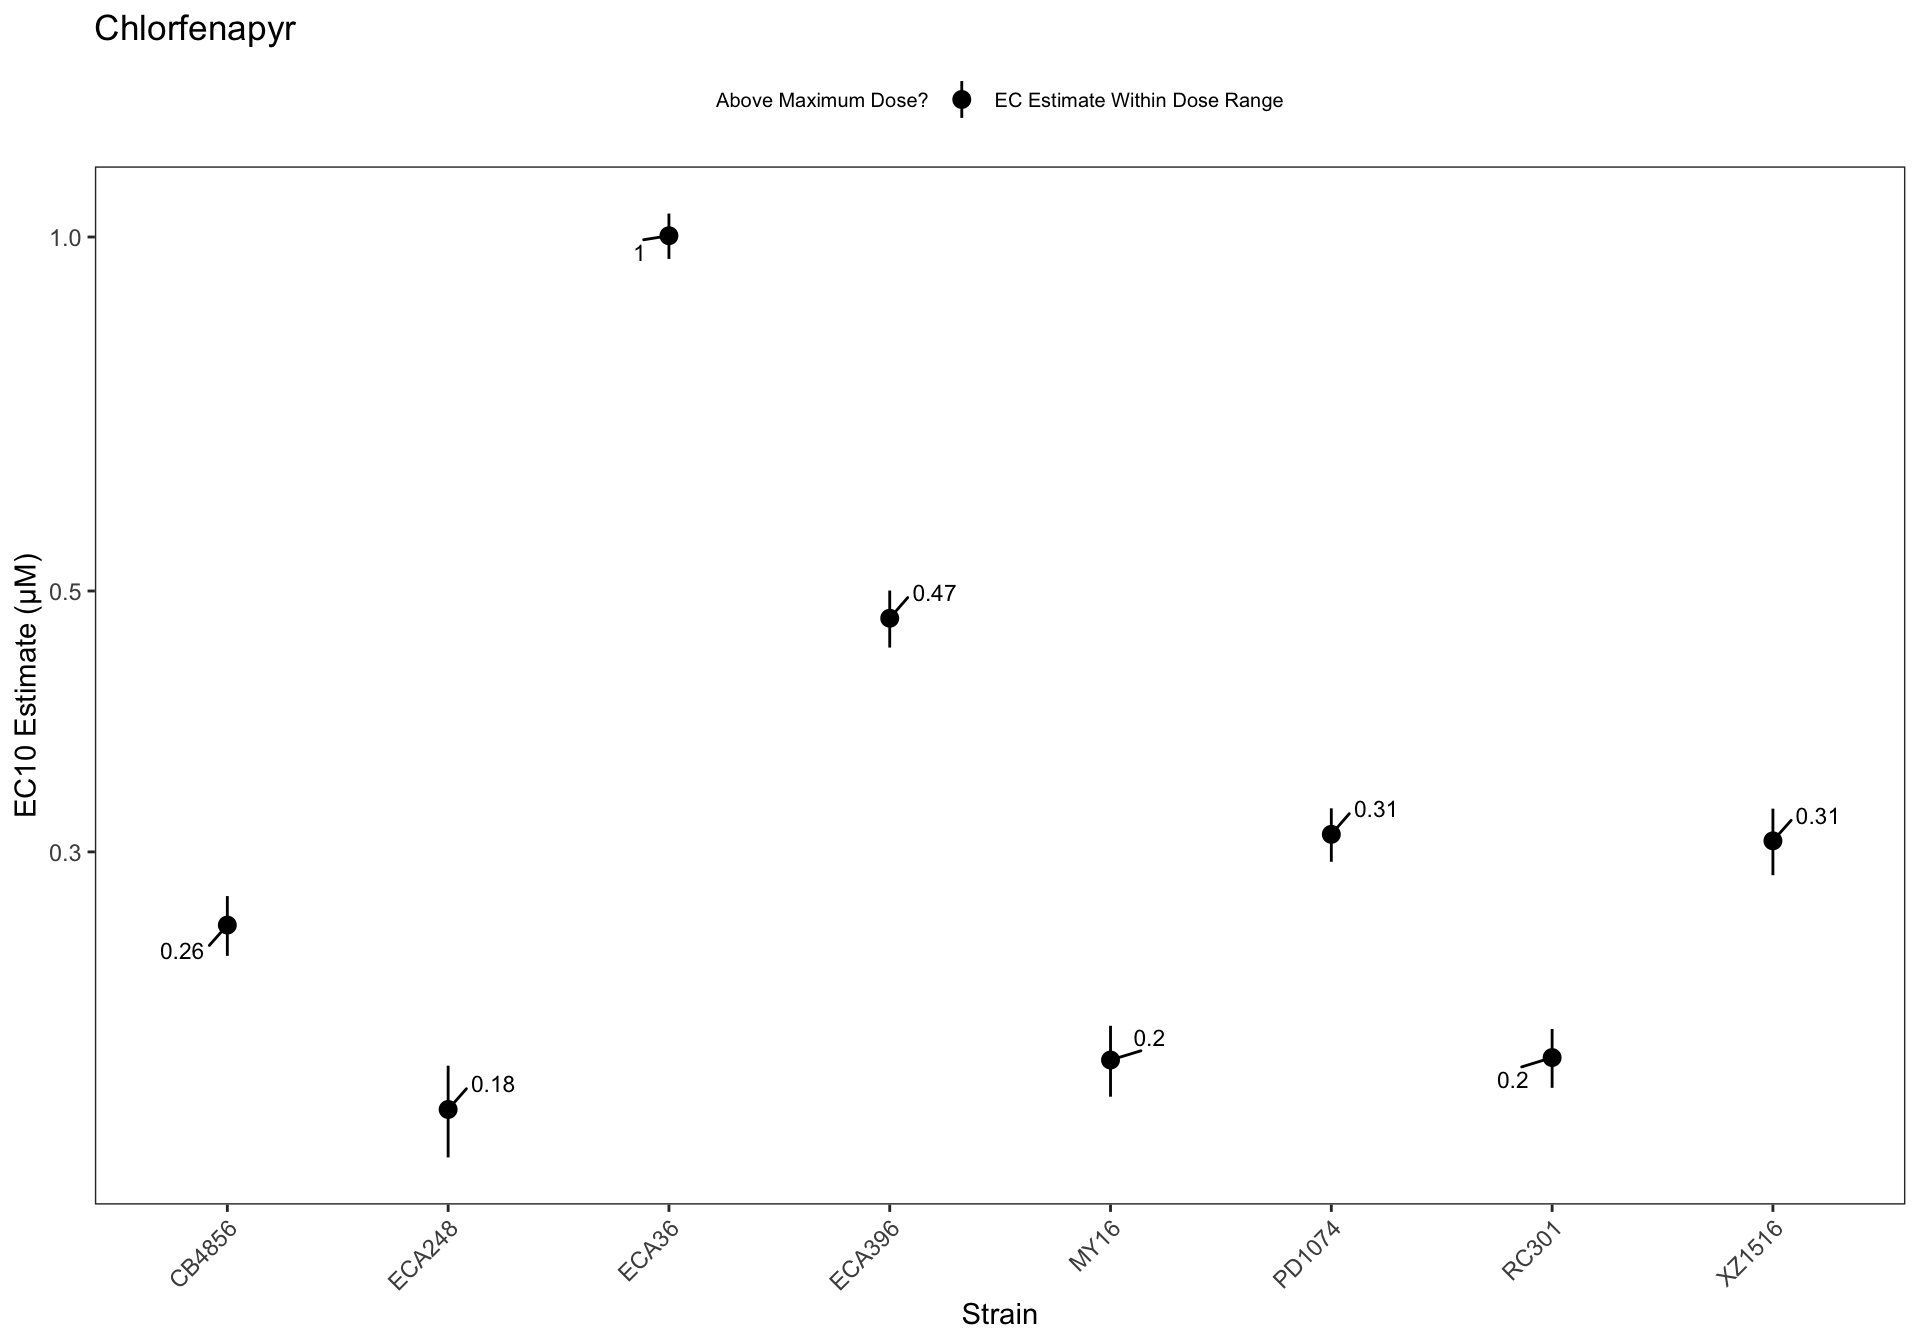 Chlorfenapyr
Above Maximum Dose? EC Estimate Within Dose Range
EC10 Estimate (µM)
1.0
0.5
0.3
1
0.47
0.31
0.31
0.26
0.2
0.2
0.18
CB4856
ECA248
ECA36
ECA396
MY16
PD1074
RC301
XZ1516
Strain